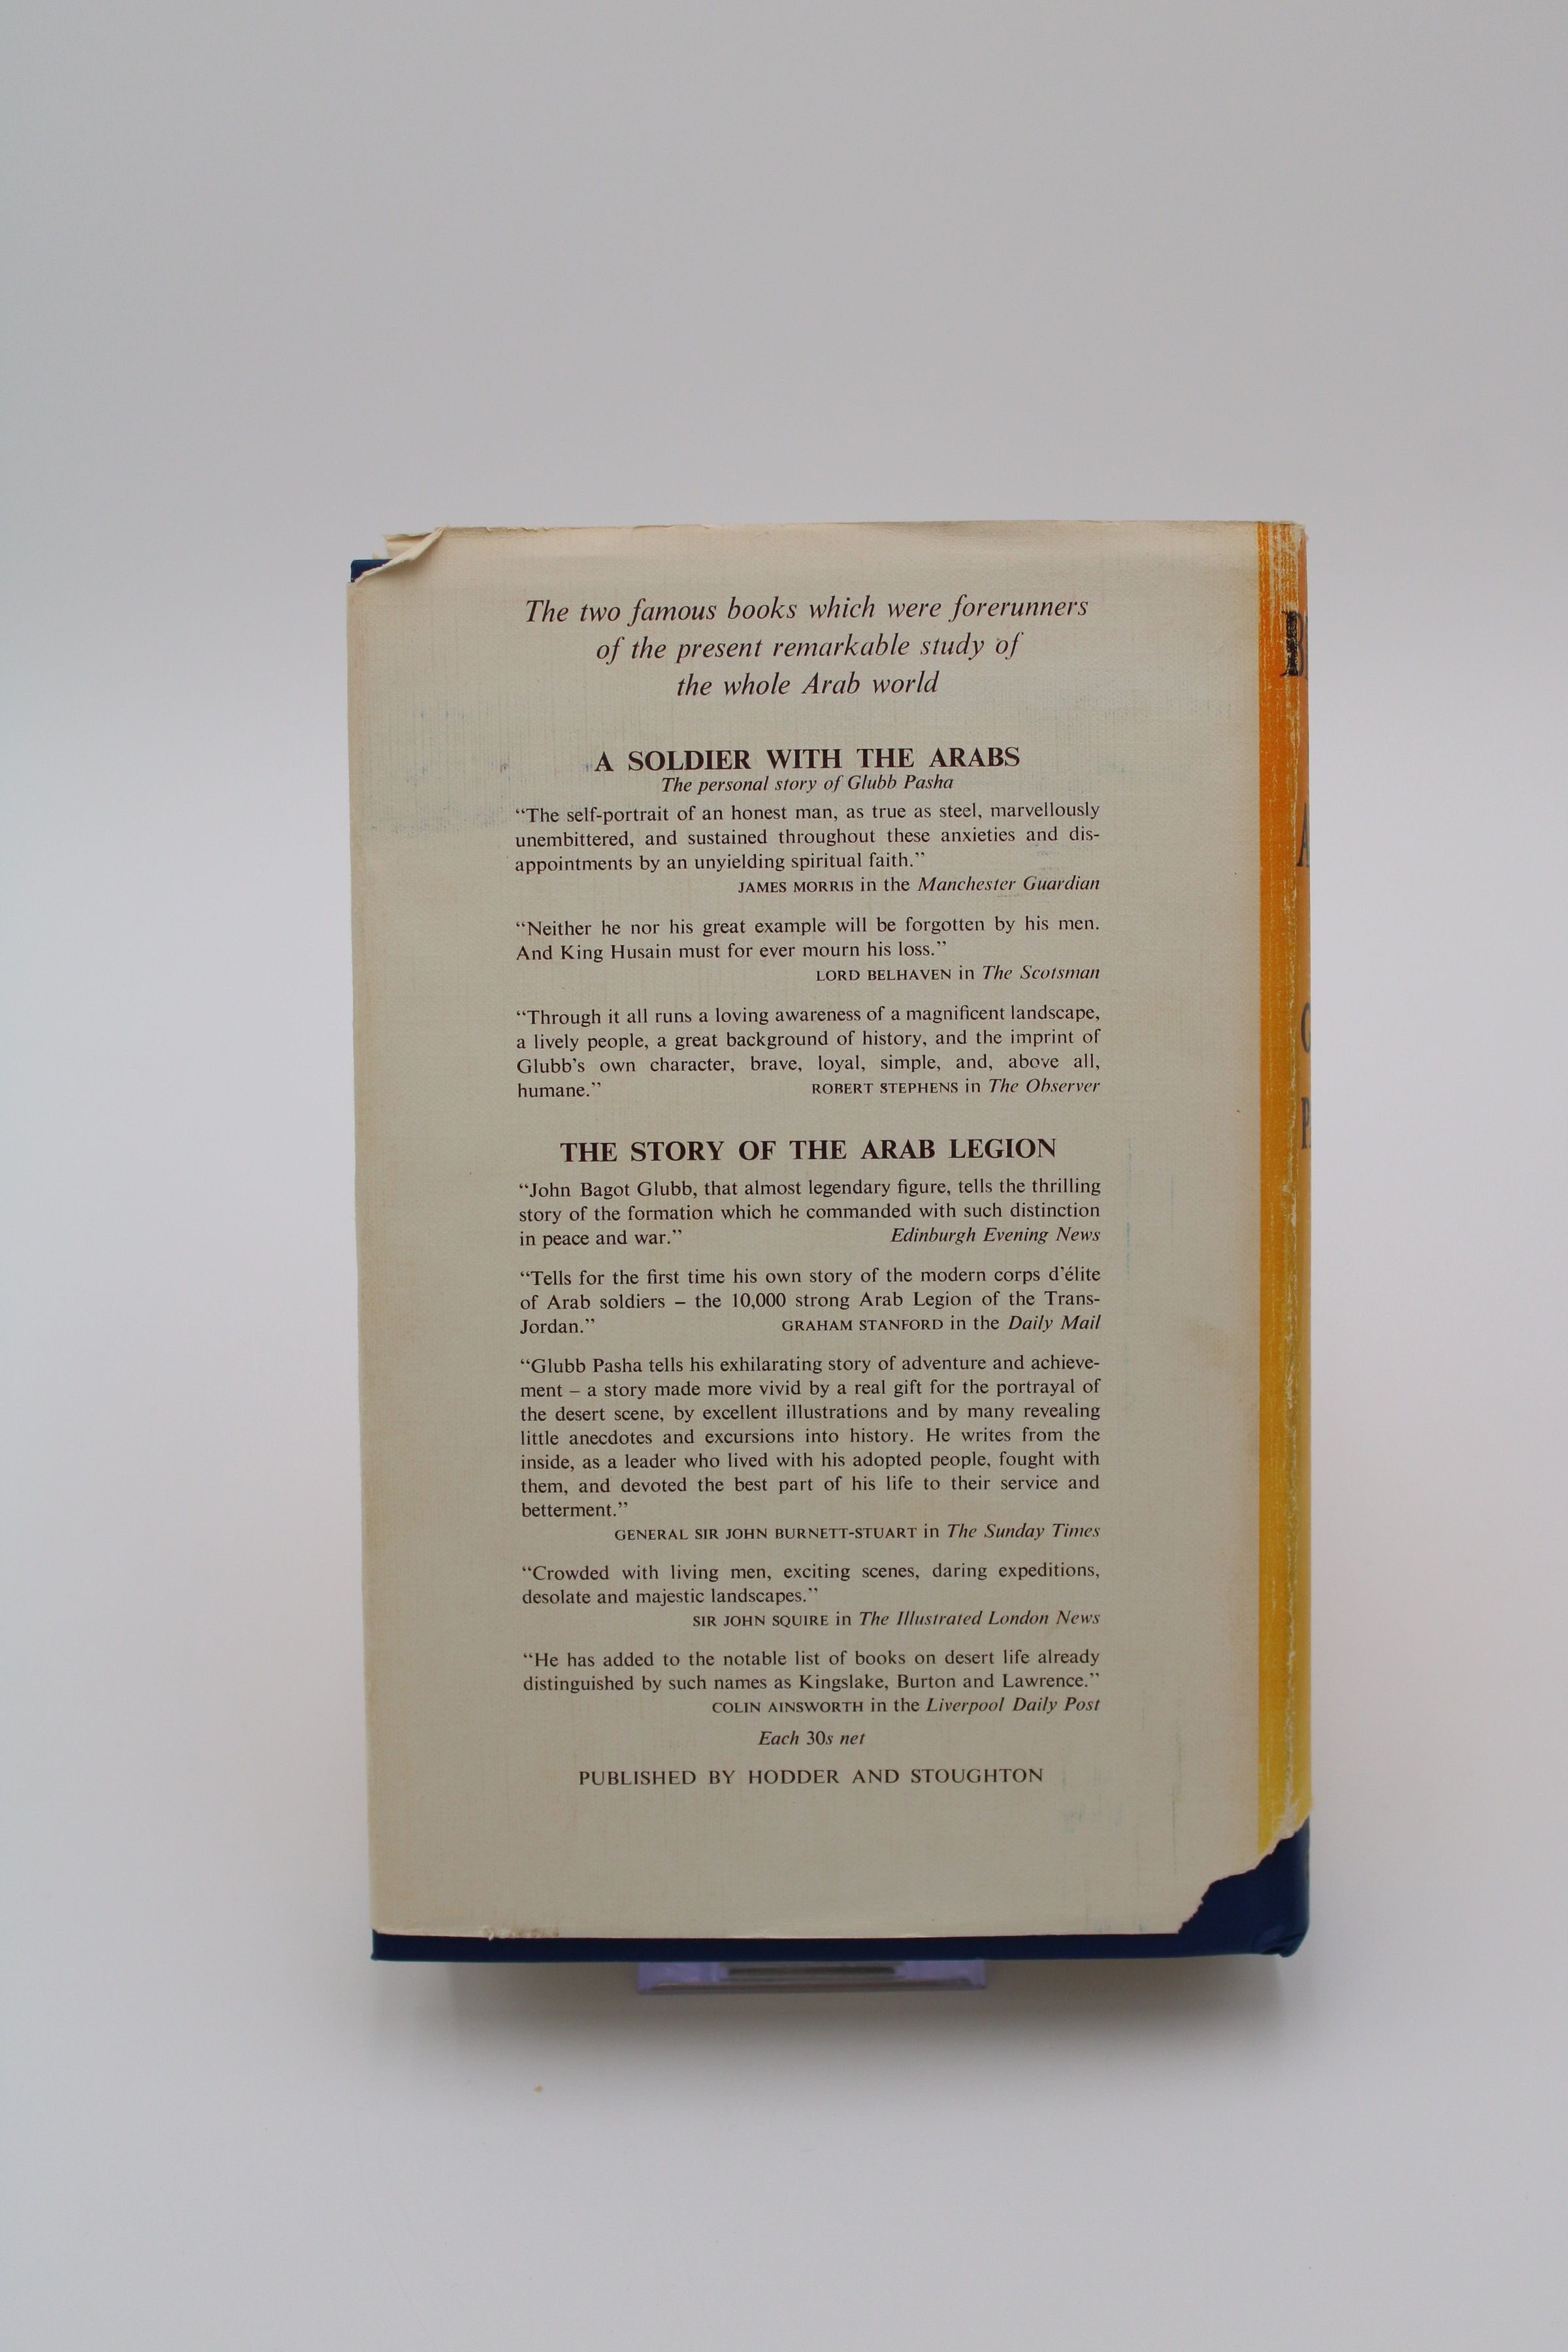 The two famous books which were forerunners
of the present remarkable study of
the whole Arab world
A SOLDIER WITH THE ARABS
The personal story of Glubb Pasha
“The self-portrait of an honest man, as true as steel, marvellously
unembittered, and sustained throughout these anxieties and dis-
appointments by an unyielding spiritual faith.”
JAMES MORRIS in the Manchester Guardian
“Neither he nor his great example will be forgotten by his men.
And King Husain must for ever mourn his loss.”
LORD BELHAVEN in The Scotsman
“Through it all runs a loving awareness of a magnificent landscape,
a lively people, a great background of history, and the imprint of
Glubb’s own character, brave, loyal, simple, and, above all,
humane.” ROBERT STEPHENS in The Observer
THE STORY OF THE ARAB LEGION
“John Bagot Glubb, that almost legendary figure, tells the thrilling
story of the formation which he commanded with such distinction
in peace and war.” Edinburgh Evening News
“Tells for the first time his own story of the modern corps d’élite
of Arab soldiers – the 10,000 strong Arab Legion of the Trans-
Jordan.” GRAHAM STANFORD in the Daily Mail
“Glubb Pasha tells his exhilarating story of adventure and achieve-
ment – a story made more vivid by a real gift for the portrayal of
the desert scene, by excellent illustrations and by many revealing
little anecdotes and excursions into history. He writes from the
inside, as a leader who lived with his adopted people, fought with
them, and devoted the best part of his life to their service and
betterment.”
GENERAL SIR JOHN BURNETT-STUART in The Sunday Times
“Crowded with living men, exciting scenes, daring expeditions,
desolate and majestic landscapes.”
SIR JOHN SQUIRE in The Illustrated London News
“He has added to the notable list of books on desert life already
distinguished by such names as Kingslake, Burton and Lawrence.”
COLIN AINSWORTH in the Liverpool Daily Post
Each 30s net
PUBLISHED BY HODDER AND STOUGHTON